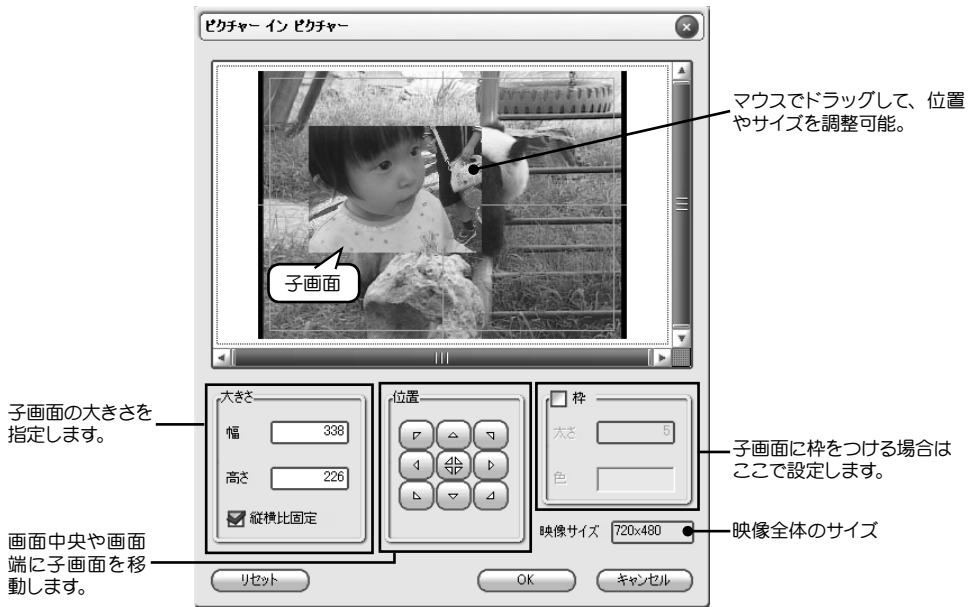 ピクチャー イン ピクチャー
マウスでドラッグして、位置
やサイズを調整可能。
子画面
子画面の大きさを
指定します。
大きさ
幅 338
高さ 226
縦横比固定
位置
枠
太さ 5
色
子画面に枠をつける場合は
ここで設定します。
映像サイズ 720x480
映像全体のサイズ
画面中央や画面
端に子画面を移
動します。
リセット
OK
キャンセル